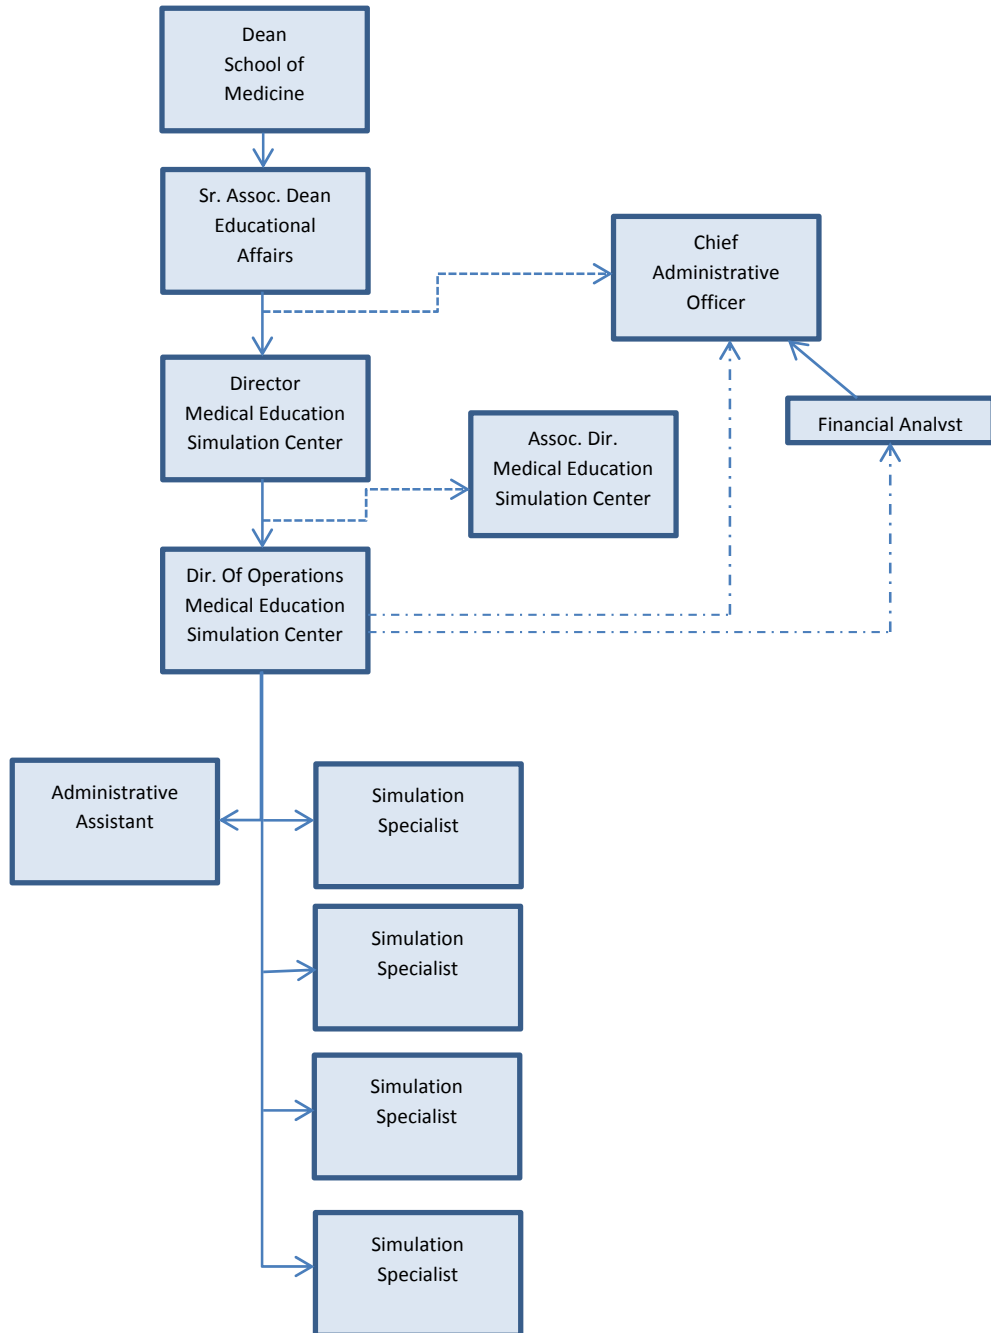 Dean
School of
Medicine
Sr. Assoc. Dean
Educational
Affairs
Chief
Administrative
Officer
Director
Medical Education
Simulation Center
Financial Analyst
Assoc. Dir.
Medical Education
Simulation Center
Dir. Of Operations
Medical Education
Simulation Center
Administrative
Assistant
Simulation
Specialist
Simulation
Specialist
Simulation
Specialist
Simulation
Specialist